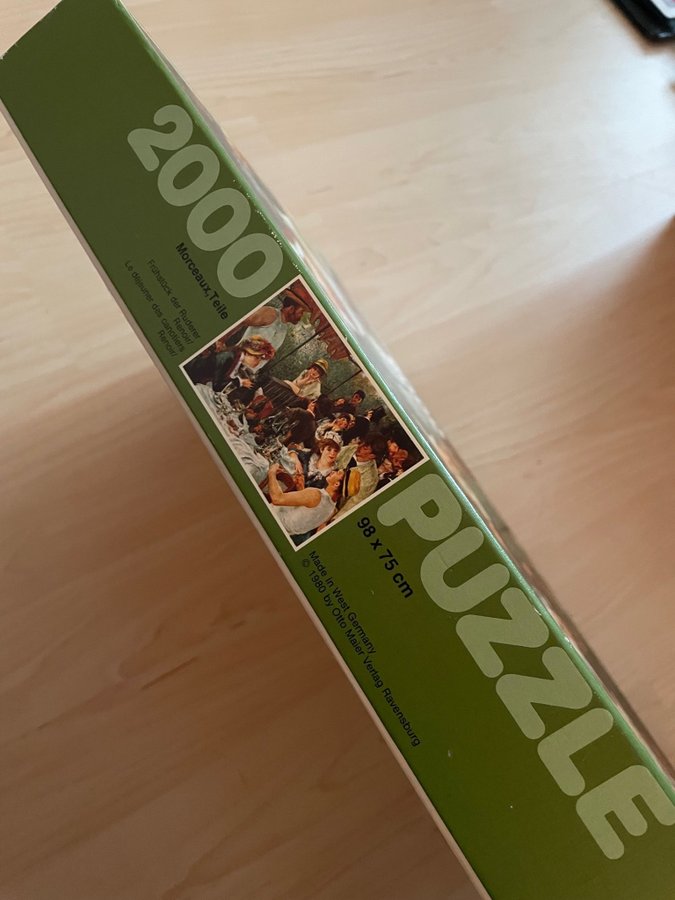 2000
Morceaux,Teile
Frühstück der Ruderer
Renoir/
Le déjeuner des canotiers
Renoir/
PUZZLE
98 x 75 cm
Made in West Germany
© 1980 by Otto Maier Verlag Ravensburg